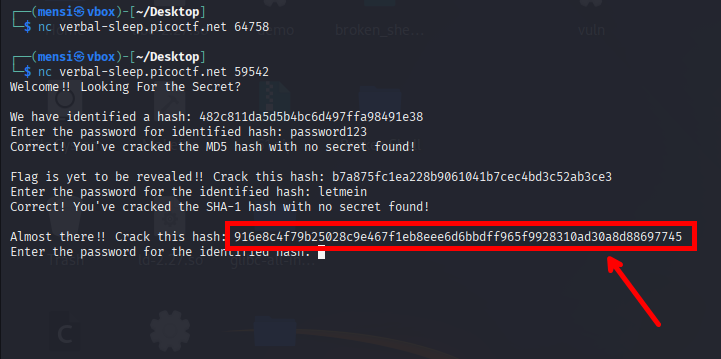 ┌──(mensi㉿vbox)-[~/Desktop]
└─$ nc verbal-sleep.picoctf.net 64758
┌──(mensi㉿vbox)-[~/Desktop]
└─$ nc verbal-sleep.picoctf.net 59542
Welcome!! Looking For the Secret?
We have identified a hash: 482c811da5d5b4bc6d497ffa98491e38
Enter the password for identified hash: password123
Correct! You've cracked the MD5 hash with no secret found!
Flag is yet to be revealed!! Crack this hash: b7a875fc1ea228b9061041b7cec4bd3c52ab3ce3
Enter the password for the identified hash: letmein
Correct! You've cracked the SHA-1 hash with no secret found!
Almost there!! Crack this hash: 916e8c4f79b25028c9e467f1eb8eee6d6bbdff965f9928310ad30a8d88697745
Enter the password for the identified hash:
broken_she...
vuln